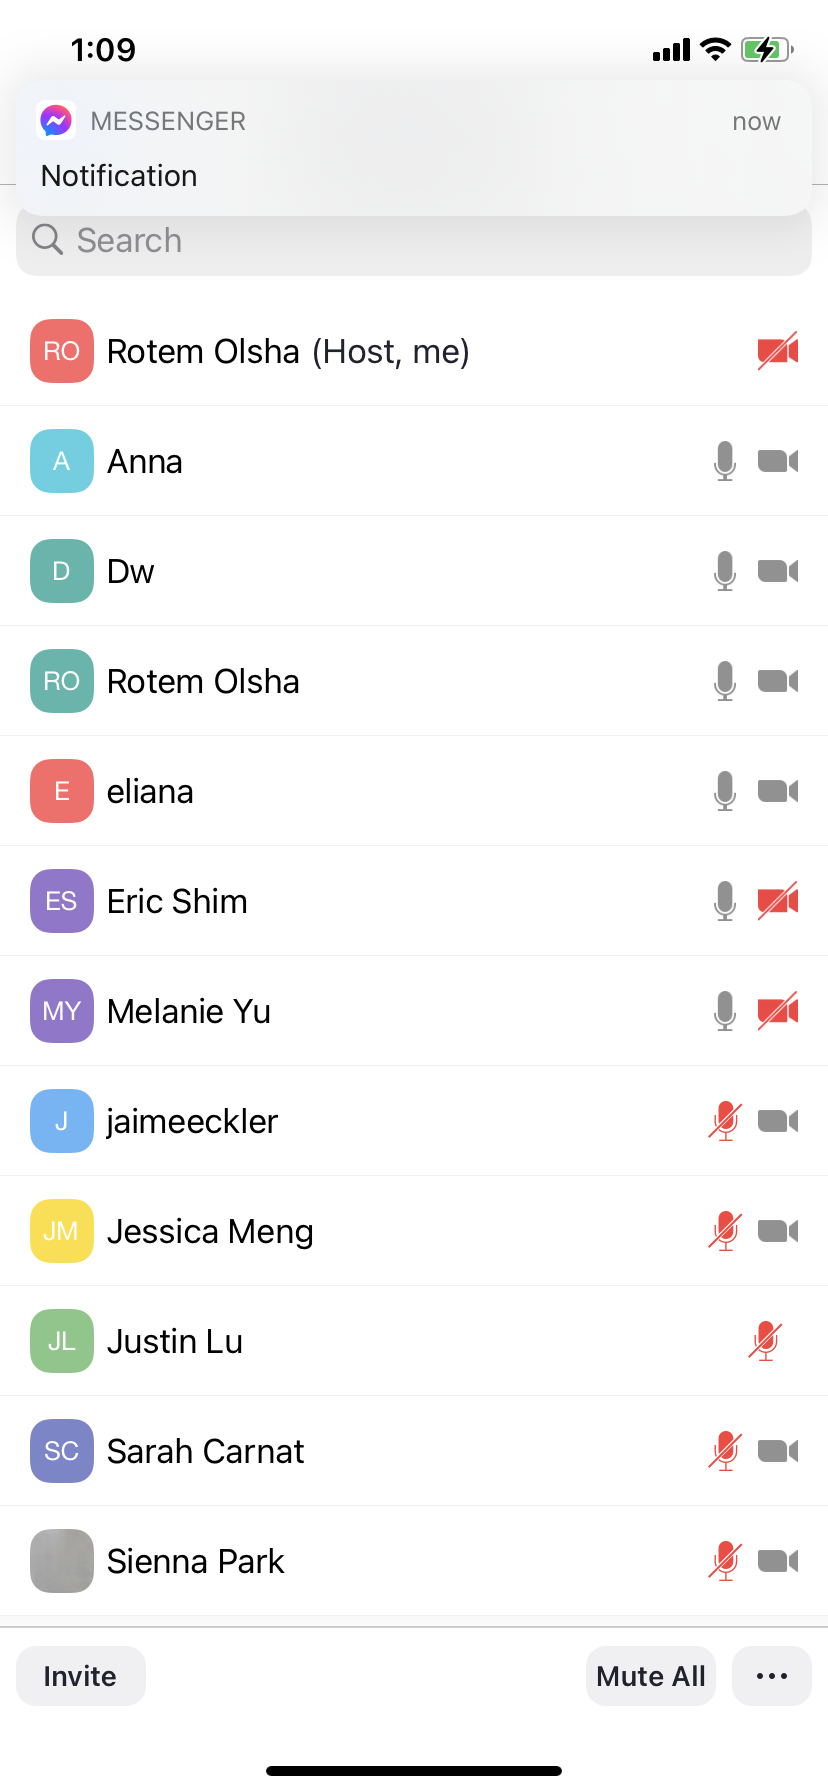 1:09
MESSENGER now
Notification
Search
RO Rotem Olsha (Host, me)
A Anna
D Dw
RO Rotem Olsha
E eliana
ES Eric Shim
MY Melanie Yu
J jaimeeckler
JM Jessica Meng
JL Justin Lu
SC Sarah Carnat
Sienna Park
Invite Mute All ...